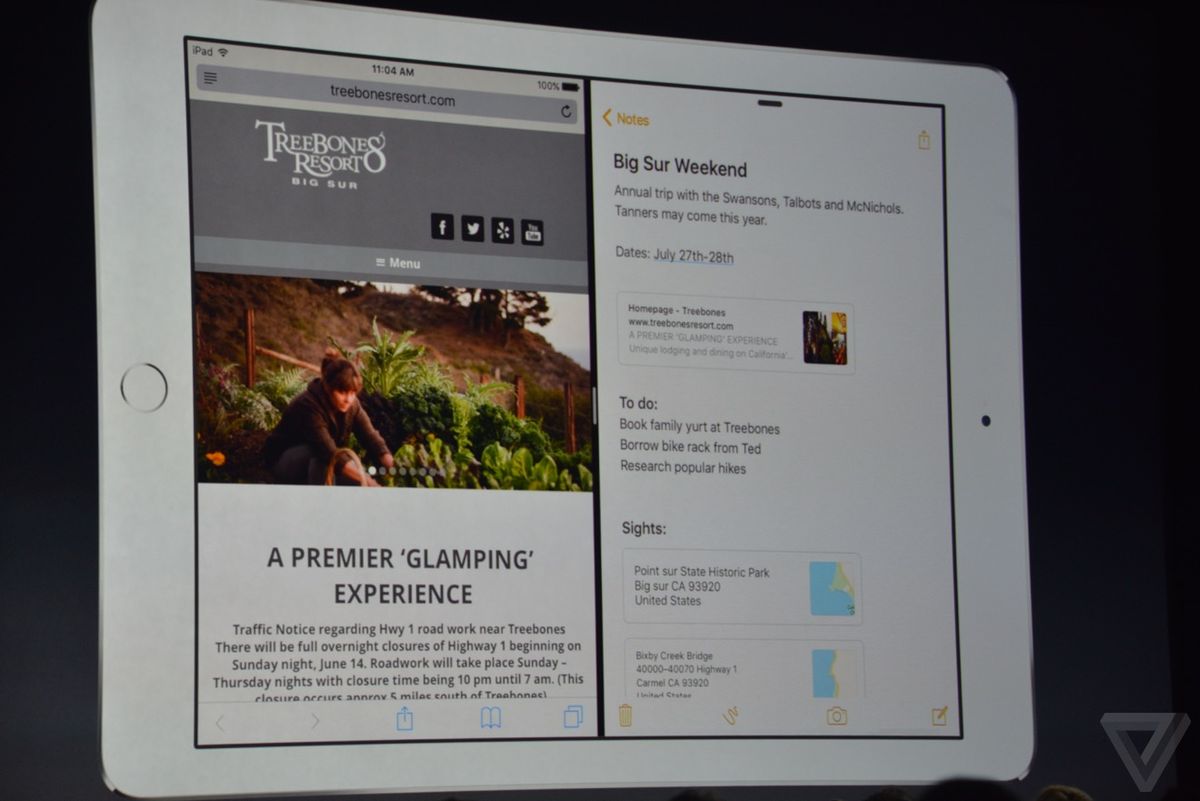 iPad
11:04 AM
100%
treebonesresort.com
TREEBONES
RESORT
BIG SUR
f
You
Tube
Menu
A PREMIER ‘GLAMPING’
EXPERIENCE
Traffic Notice regarding Hwy 1 road work near Treebones
There will be full overnight closures of Highway 1 beginning on
Sunday night, June 14. Roadwork will take place Sunday –
Thursday nights with closure time being 10 pm until 7 am. (This
closure occurs approx 5 miles south of Treebones)
Notes
Big Sur Weekend
Annual trip with the Swansons, Talbots and McNichols.
Tanners may come this year.
Dates: July 27th-28th
Homepage - Treebones
www.treebonesresort.com
A PREMIER 'GLAMPING' EXPERIENCE
Unique lodging and dining on California'...
To do:
Book family yurt at Treebones
Borrow bike rack from Ted
Research popular hikes
Sights:
Point sur State Historic Park
Big sur CA 93920
United States
Bixby Creek Bridge
40000-40070 Highway 1
Carmel CA 93920
United States